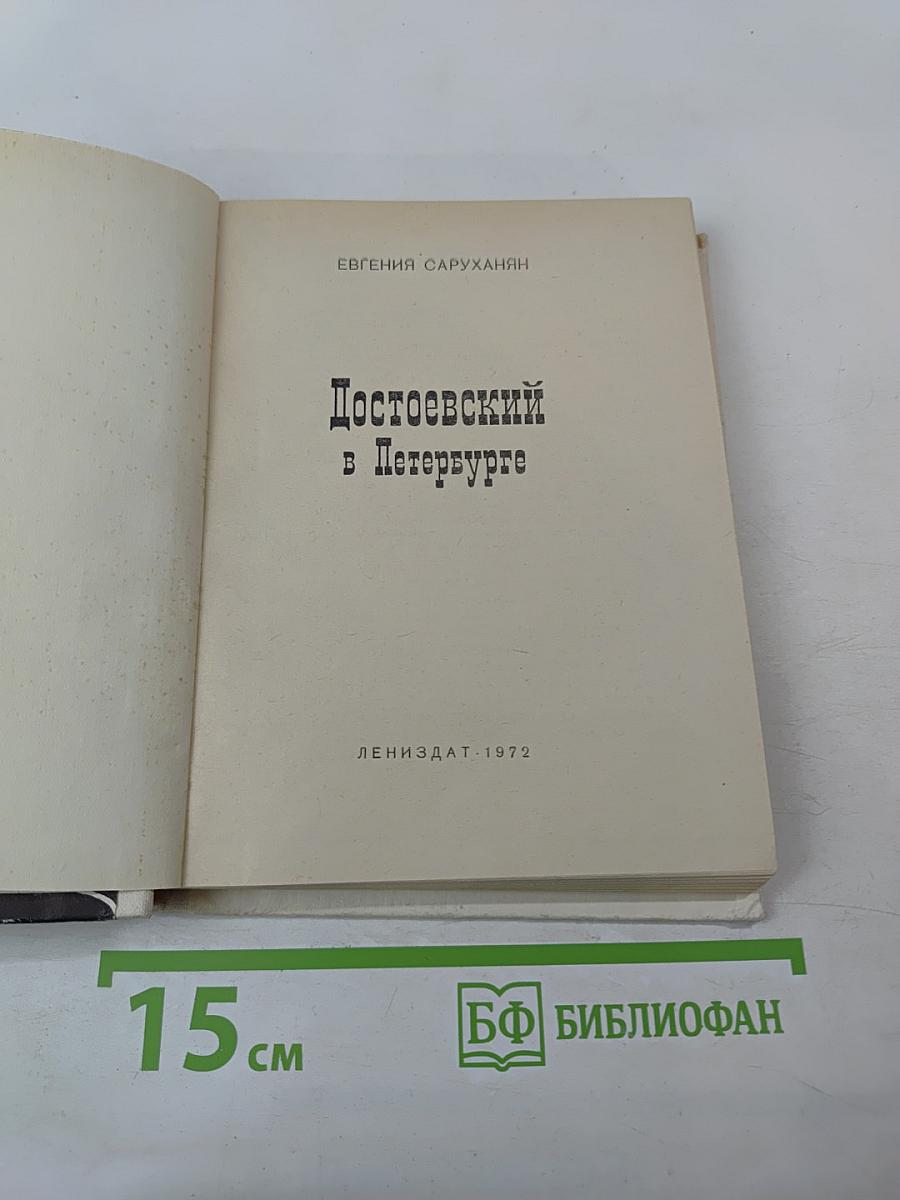 ЕВГЕНИЯ САРУХАНЯН
Достоевский
в Петербурге
ЛЕНИЗДАТ · 1972
15 см
БФ БИБЛИОФАН